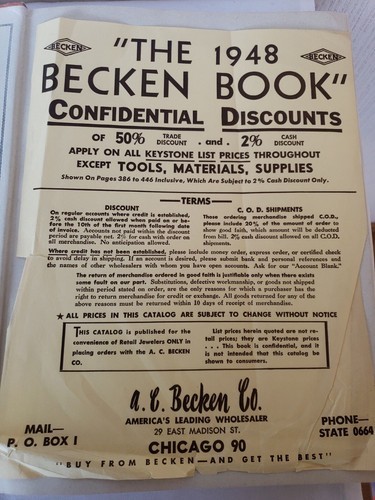 BECKEN
BECKEN
"THE 1948
BECKEN BOOK"
CONFIDENTIAL DISCOUNTS
OF 50% TRADE DISCOUNT . and . 2% CASH DISCOUNT
APPLY ON ALL KEYSTONE LIST PRICES THROUGHOUT
EXCEPT TOOLS, MATERIALS, SUPPLIES
Shown On Pages 386 to 446 Inclusive, Which Are Subject to 2% Cash Discount Only.
TERMS
DISCOUNT
On regular accounts where credit is established,
2% cash discount allowed when paid on or be-
fore the 10th of the first month following date
of invoice. Accounts not paid within the discount
period are payable net. 2% for cash with order on
all merchandise. No anticipation allowed.
C. O. D. SHIPMENTS
Those ordering merchandise shipped C.O.D.,
please include 20% of the amount of order to
show good faith, which amount will be deducted
from bill. 2% cash discount allowed on all C.O.D.
shipments.
Where credit has not been established, please include money order, express order, or certified check
to avoid delay in shipping. If an account is desired, please submit bank and personal references and
the names of other wholesalers with whom you have open accounts. Ask for our "Account Blank."
The return of merchandise ordered in good faith is justifiable only when there exists
some fault on our part. Substitutions, defective workmanship, or goods not shipped
within period stated on order, are the only reasons for which a purchaser has the
right to return merchandise for credit or exchange. All goods returned for any of the
above reasons must be returned within 10 days of receipt of merchandise.
★ ALL PRICES IN THIS CATALOG ARE SUBJECT TO CHANGE WITHOUT NOTICE
THIS CATALOG is published for the
convenience of Retail Jewelers ONLY in
placing orders with the A. C. BECKEN
CO.
List prices herein quoted are not re-
tail prices; they are Keystone prices
. . . This book is confidential, and it
is not intended that this catalog be
shown to consumers.
A. C. Becken Co.
AMERICA'S LEADING WHOLESALER
29 EAST MADISON ST.
CHICAGO 90
MAIL—
P. O. BOX 1
PHONE—
STATE 0664
"BUY FROM BECKEN—AND GET THE BEST"